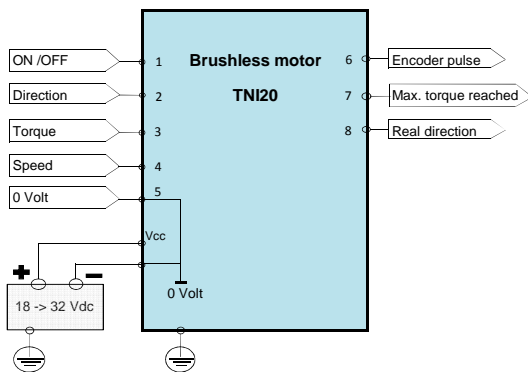 ON /OFF
Direction
Torque
Speed
0 Volt
1
2
3
4
5
Vcc
Brushless motor
TNI20
6
7
8
Encoder pulse
Max. torque reached
Real direction
+
−
18 -> 32 Vdc
0 Volt